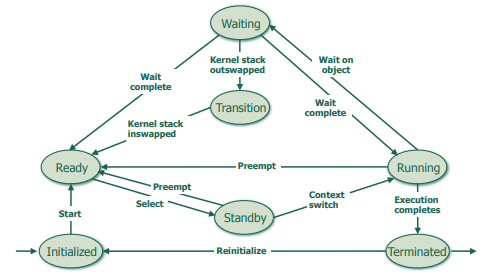 Waiting
Kernel stack
outswapped
Wait on
object
Wait
complete
Transition
Wait
complete
Kernel stack
inswapped
Ready
Preempt
Running
Preempt
Select
Standby
Context
switch
Start
Execution
completes
Initialized
Reinitialize
Terminated